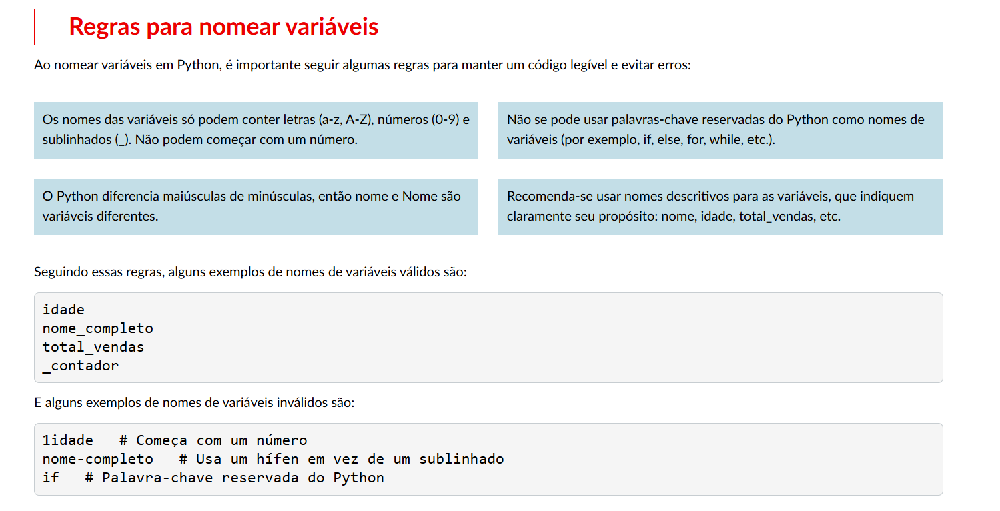 Regras para nomear variáveis
Ao nomear variáveis em Python, é importante seguir algumas regras para manter um código legível e evitar erros:
Os nomes das variáveis só podem conter letras (a-z, A-Z), números (0-9) e
sublinhados (_). Não podem começar com um número.
Não se pode usar palavras-chave reservadas do Python como nomes de
variáveis (por exemplo, if, else, for, while, etc.).
O Python diferencia maiúsculas de minúsculas, então nome e Nome são
variáveis diferentes.
Recomenda-se usar nomes descritivos para as variáveis, que indiquem
claramente seu propósito: nome, idade, total_vendas, etc.
Seguindo essas regras, alguns exemplos de nomes de variáveis válidos são:
idade
nome_completo
total_vendas
_contador
E alguns exemplos de nomes de variáveis inválidos são:
1idade   # Começa com um número
nome-completo   # Usa um hífen em vez de um sublinhado
if   # Palavra-chave reservada do Python